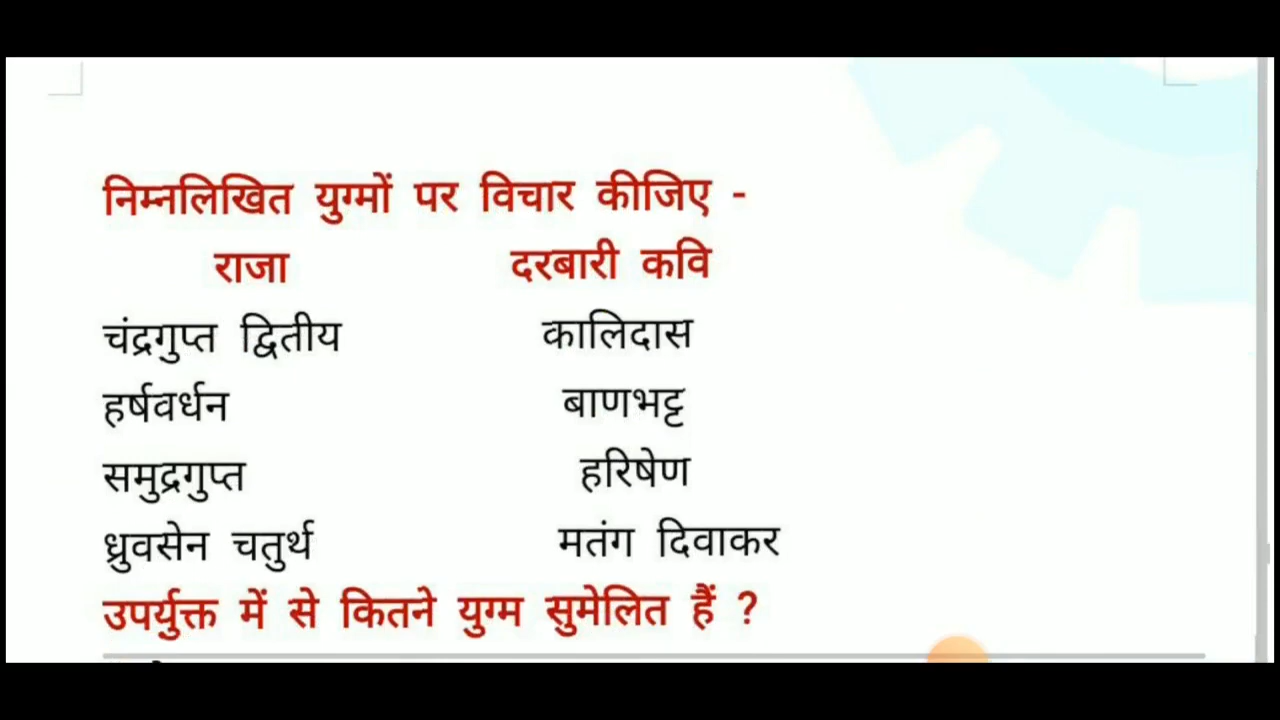 निम्नलिखित युग्मों पर विचार कीजिए -
राजा दरबारी कवि
चंद्रगुप्त द्वितीय कालिदास
हर्षवर्धन बाणभट्ट
समुद्रगुप्त हरिषेण
ध्रुवसेन चतुर्थ मतंग दिवाकर
उपर्युक्त में से कितने युग्म सुमेलित हैं ?